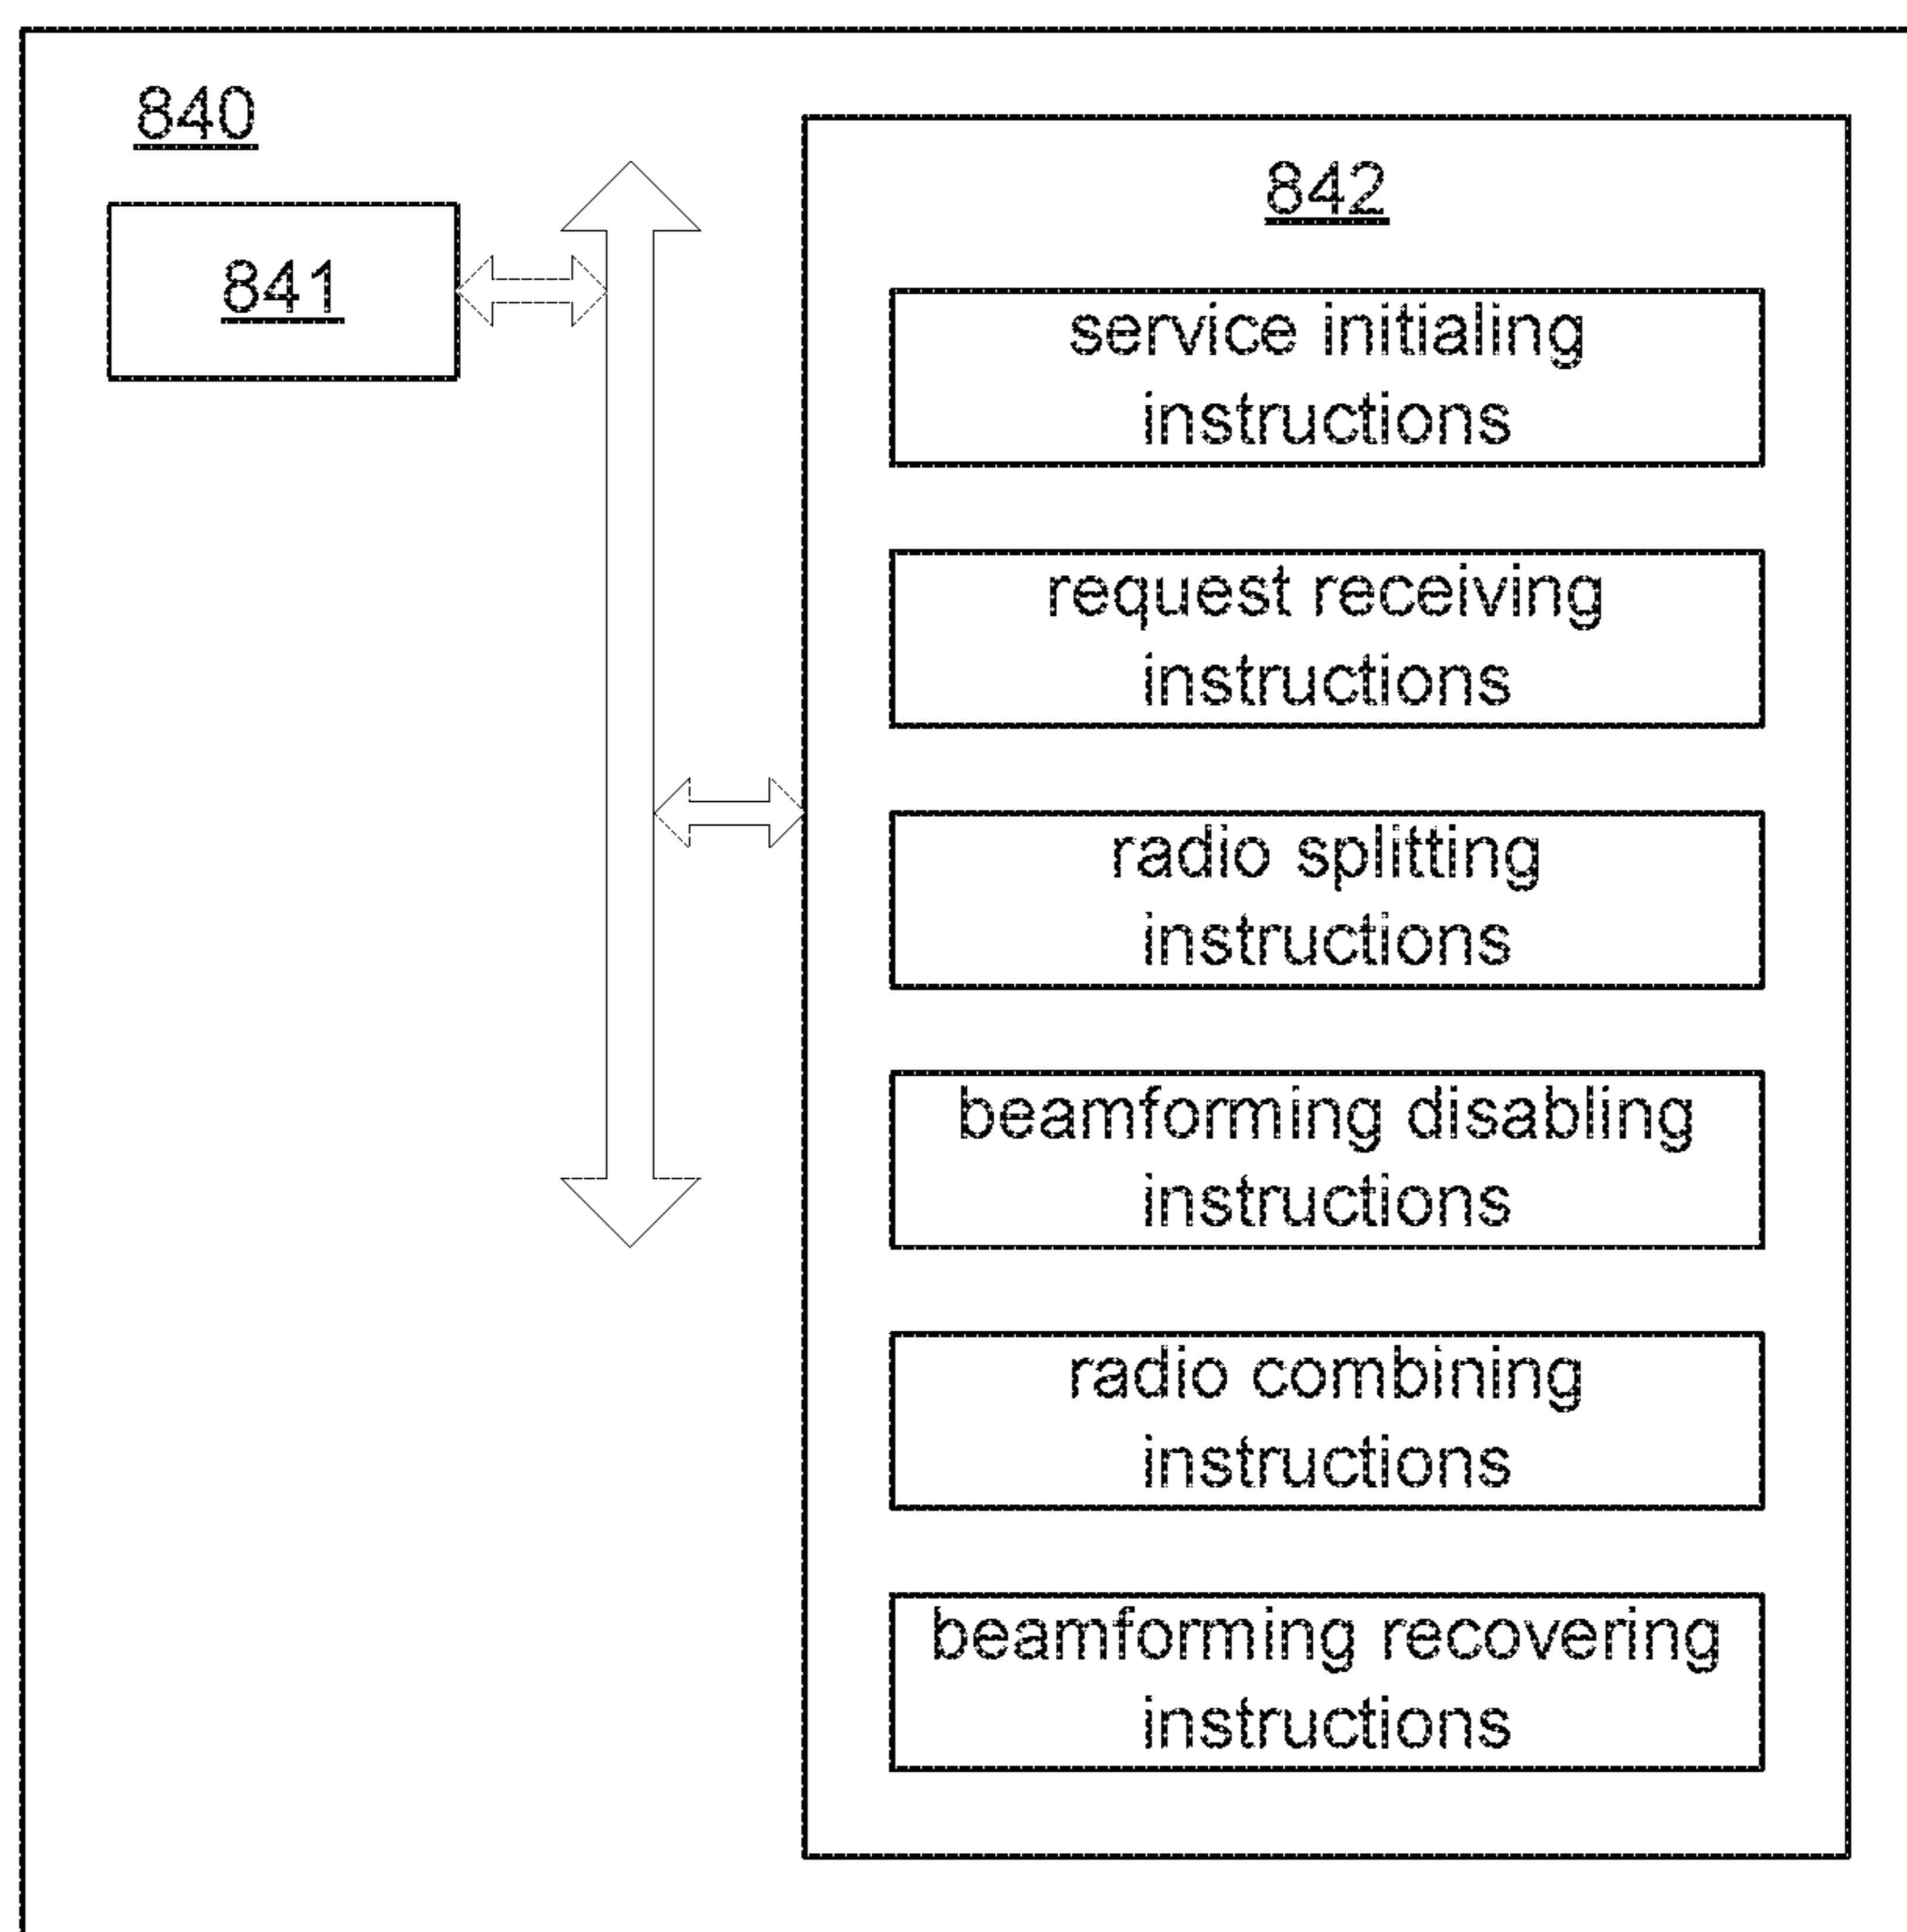 840
841
842
service initialing
instructions
request receiving
instructions
radio splitting
instructions
beamforming disabling
instructions
radio combining
instructions
beamforming recovering
instructions